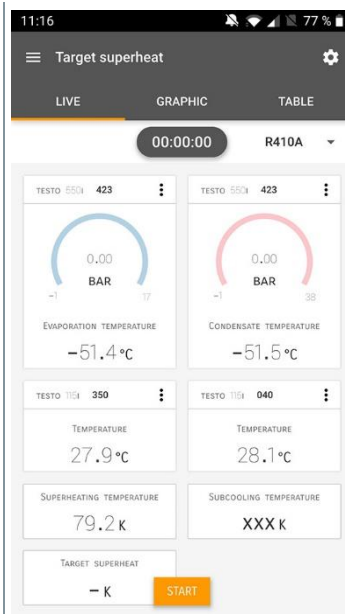 11:16 77 %
Target superheat
LIVE GRAPHIC TABLE
00:00:00 R410A
TESTO 550i 423 TESTO 550i 423
0.00 0.00
BAR BAR
-1 17 -1 38
EVAPORATION TEMPERATURE CONDENSATE TEMPERATURE
-51.4 °C -51.5 °C
TESTO 115i 350 TESTO 115i 040
TEMPERATURE TEMPERATURE
27.9 °C 28.1 °C
SUPERHEATING TEMPERATURE SUBCOOLING TEMPERATURE
79.2 K XXX K
TARGET SUPERHEAT
– K START